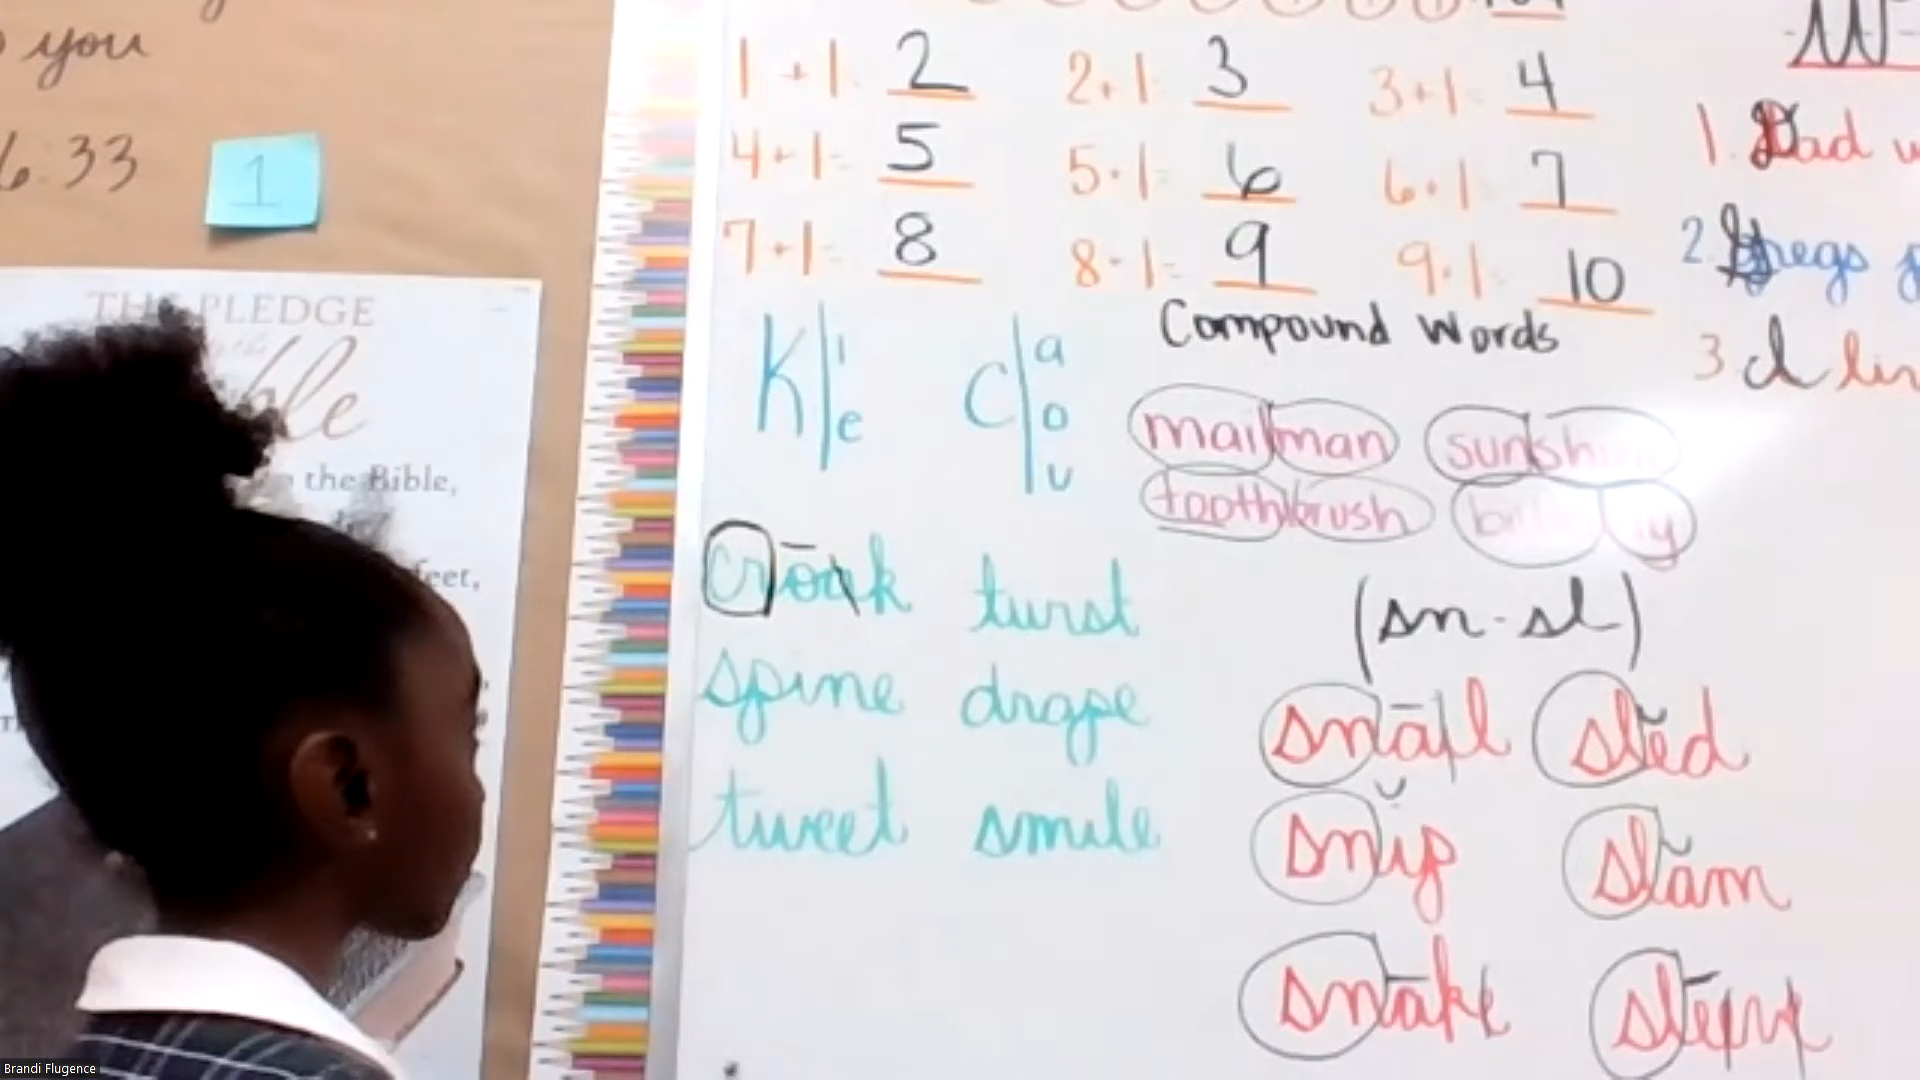 you
6:33
1
THE PLEDGE
the Bible,
feet,
1+1 2
2+1 3
3+1 4
4+1= 5
5+1= 6
6+1 7
7+1= 8
8+1= 9
9+1 10
K i e
C a o u
Compound Words
mailman
toothbrush
(sn-sl)
croak turst
spine drape
tweet smile
snail sled
snip slam
snake sleeve
1. Dad
2.
3 I
Brandi Flugence